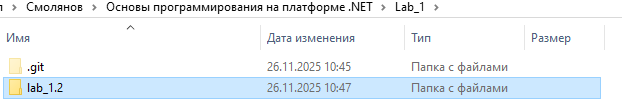 Смолянов > Основы программирования на платформе .NET > Lab_1 >
Имя Дата изменения Тип Размер
.git 26.11.2025 10:45 Папка с файлами
lab_1.2 26.11.2025 10:47 Папка с файлами